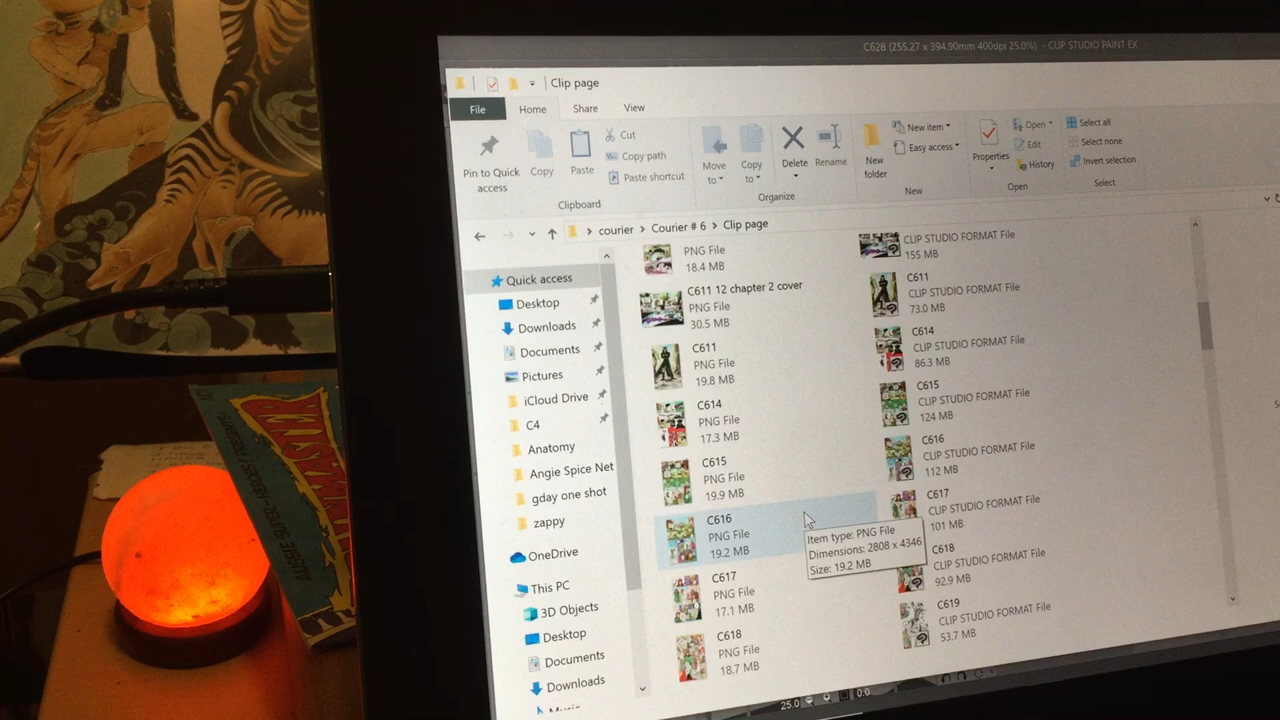 C62B (255.27 x 394.90mm 400dpi 25.0%) - CLIP STUDIO PAINT EX
Clip page
File
Home
Share
View
Pin to Quick access
Copy
Paste
Cut
Copy path
Paste shortcut
Clipboard
Move to
Copy to
Delete
Rename
Organize
New folder
New item
Easy access
New
Properties
Open
Edit
History
Open
Select all
Select none
Invert selection
Select
courier > Courier # 6 > Clip page
Quick access
Desktop
Downloads
Documents
Pictures
iCloud Drive
C4
Anatomy
Angie Spice Net
gday one shot
zappy
OneDrive
This PC
3D Objects
Desktop
Documents
Downloads
PNG File
18.4 MB
C611 12 chapter 2 cover
PNG File
30.5 MB
C611
PNG File
19.8 MB
C614
PNG File
17.3 MB
C615
PNG File
19.9 MB
C616
PNG File
19.2 MB
C617
PNG File
17.1 MB
C618
PNG File
18.7 MB
CLIP STUDIO FORMAT File
155 MB
C611
CLIP STUDIO FORMAT File
73.0 MB
C614
CLIP STUDIO FORMAT File
86.3 MB
C615
CLIP STUDIO FORMAT File
124 MB
C616
CLIP STUDIO FORMAT File
112 MB
C617
CLIP STUDIO FORMAT File
101 MB
C618
CLIP STUDIO FORMAT File
92.9 MB
C619
CLIP STUDIO FORMAT File
53.7 MB
Item type: PNG File
Dimensions: 2808 x 4346
Size: 19.2 MB
25.0
0.0
AUSSIE SUPER-HEROES! PRESENTS